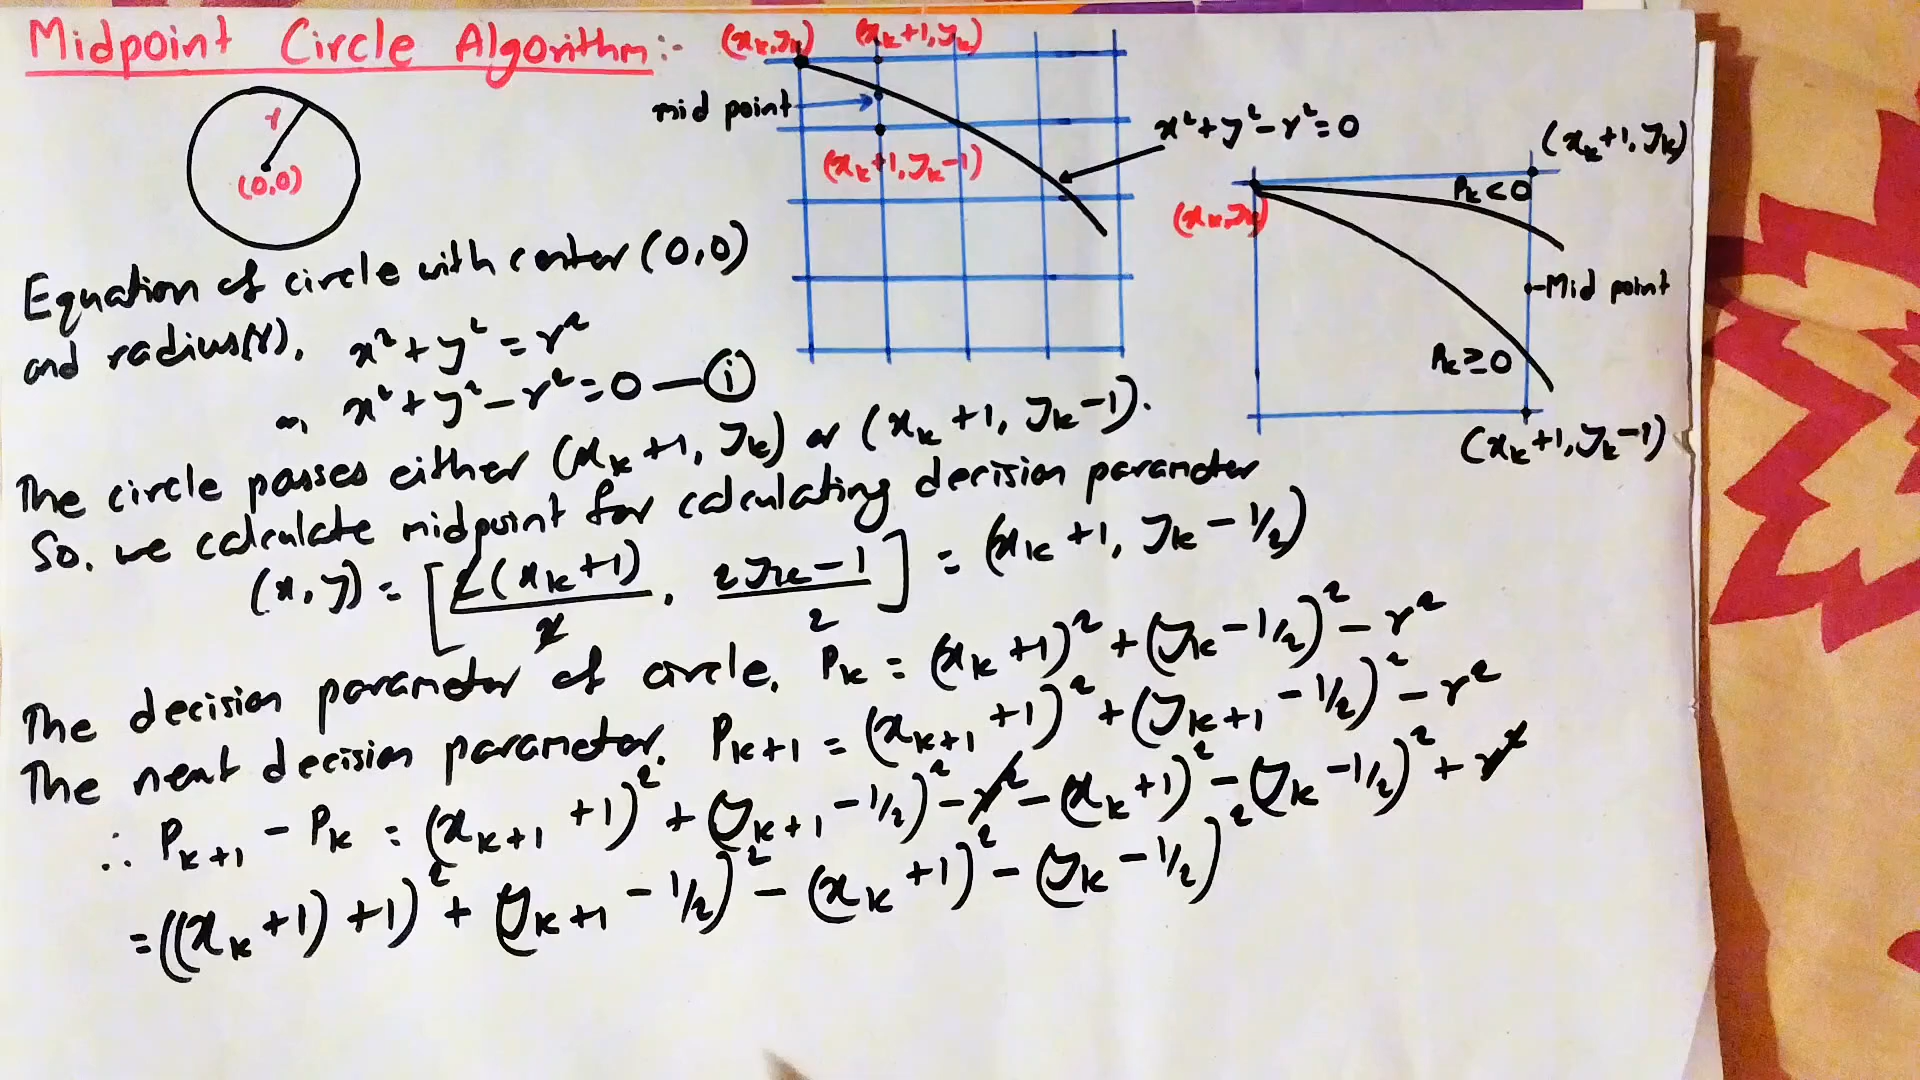 Midpoint Circle Algorithm:-
(xₖ,yₖ) (xₖ+1,yₖ)
mid point
(xₖ+1,yₖ-1)
x²+y²-r²=0
r
(0,0)
(xₖ+1,yₖ)
Pₖ<0
(xₖ,yₖ)
Mid point
Pₖ≥0
(xₖ+1,yₖ-1)
Equation of circle with center (0,0)
and radius(r), x²+y²=r²
or, x²+y²-r²=0 — (i)
The circle passes either (xₖ+1, yₖ) or (xₖ+1, yₖ-1).
So, we calculate midpoint for calculating decision parameter
(x,y) = [2(xₖ+1)/2, 2yₖ-1/2] = (xₖ+1, yₖ-1/2)
The decision parameter of circle, Pₖ = (xₖ+1)²+(yₖ-1/2)²-r²
The next decision parameter, Pₖ₊₁ = (xₖ₊₁+1)²+(yₖ₊₁-1/2)²-r²
∴ Pₖ₊₁ - Pₖ = (xₖ₊₁+1)²+(yₖ₊₁-1/2)²-r²-(xₖ+1)²-(yₖ-1/2)²+r²
=((xₖ+1)+1)²+(yₖ₊₁-1/2)²-(xₖ+1)²-(yₖ-1/2)²